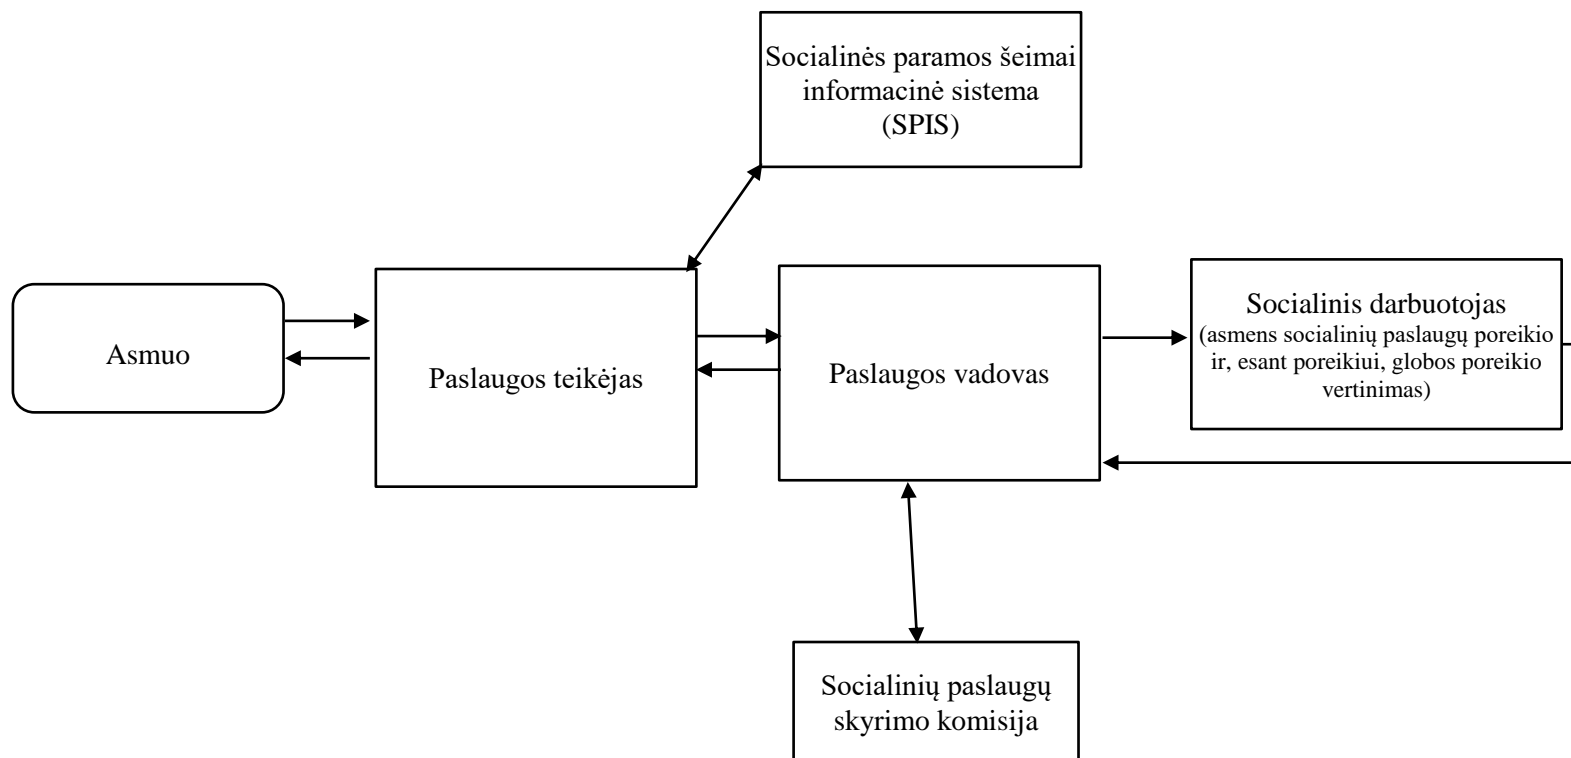 Socialinės paramos šeimai
informacinė sistema
(SPIS)
Asmuo
Paslaugos teikėjas
Paslaugos vadovas
Socialinis darbuotojas
(asmens socialinių paslaugų poreikio
ir, esant poreikiui, globos poreikio
vertinimas)
Socialinių paslaugų
skyrimo komisija